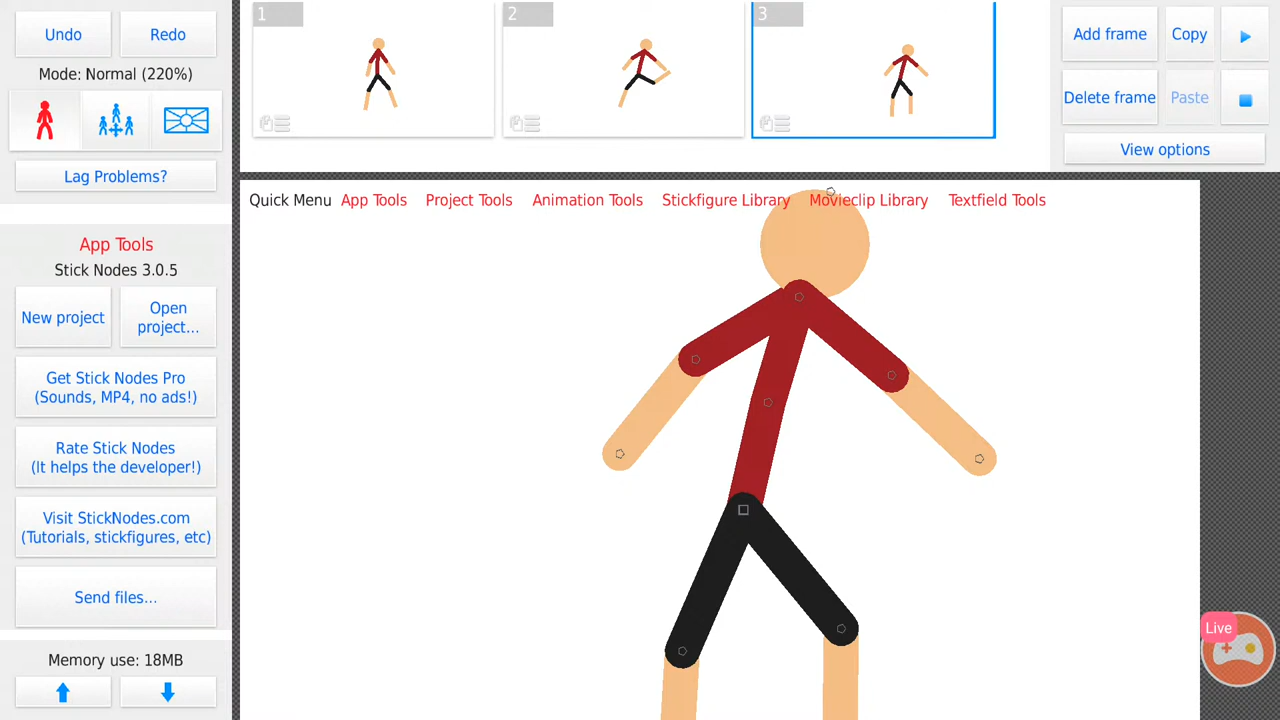 Undo
Redo
Mode: Normal (220%)
Lag Problems?
1
2
3
Add frame
Copy
Delete frame
Paste
View options
Quick Menu
App Tools
Project Tools
Animation Tools
Stickfigure Library
Movieclip Library
Textfield Tools
App Tools
Stick Nodes 3.0.5
New project
Open
project...
Get Stick Nodes Pro
(Sounds, MP4, no ads!)
Rate Stick Nodes
(It helps the developer!)
Visit StickNodes.com
(Tutorials, stickfigures, etc)
Send files...
Memory use: 18MB
Live